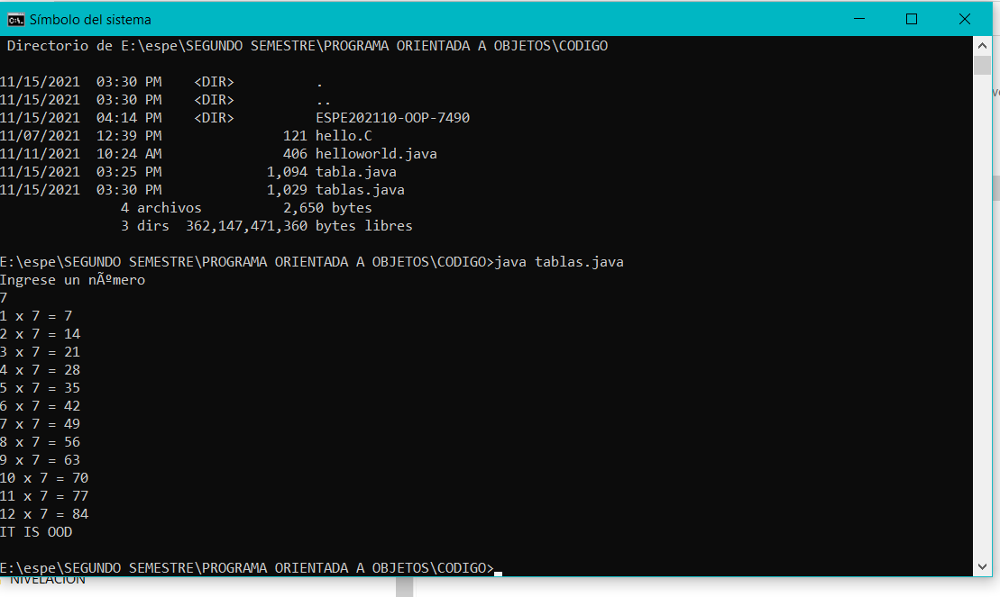 Símbolo del sistema
Directorio de E:\espe\SEGUNDO SEMESTRE\PROGRAMA ORIENTADA A OBJETOS\CODIGO
11/15/2021  03:30 PM    <DIR>          .
11/15/2021  03:30 PM    <DIR>          ..
11/15/2021  04:14 PM    <DIR>          ESPE202110-OOP-7490
11/07/2021  12:39 PM               121 hello.C
11/11/2021  10:24 AM               406 helloworld.java
11/15/2021  03:25 PM             1,094 tabla.java
11/15/2021  03:30 PM             1,029 tablas.java
4 archivos          2,650 bytes
3 dirs  362,147,471,360 bytes libres
E:\espe\SEGUNDO SEMESTRE\PROGRAMA ORIENTADA A OBJETOS\CODIGO>java tablas.java
Ingrese un nÃºmero
7
1 x 7 = 7
2 x 7 = 14
3 x 7 = 21
4 x 7 = 28
5 x 7 = 35
6 x 7 = 42
7 x 7 = 49
8 x 7 = 56
9 x 7 = 63
10 x 7 = 70
11 x 7 = 77
12 x 7 = 84
IT IS OOD
E:\espe\SEGUNDO SEMESTRE\PROGRAMA ORIENTADA A OBJETOS\CODIGO>
NIVELACION